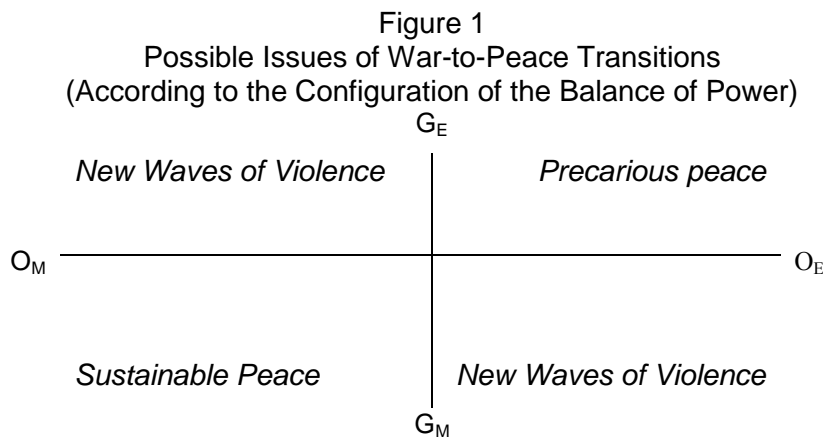 Figure 1
Possible Issues of War-to-Peace Transitions
(According to the Configuration of the Balance of Power)
G_E
New Waves of Violence Precarious peace
O_M O_E
Sustainable Peace New Waves of Violence
G_M